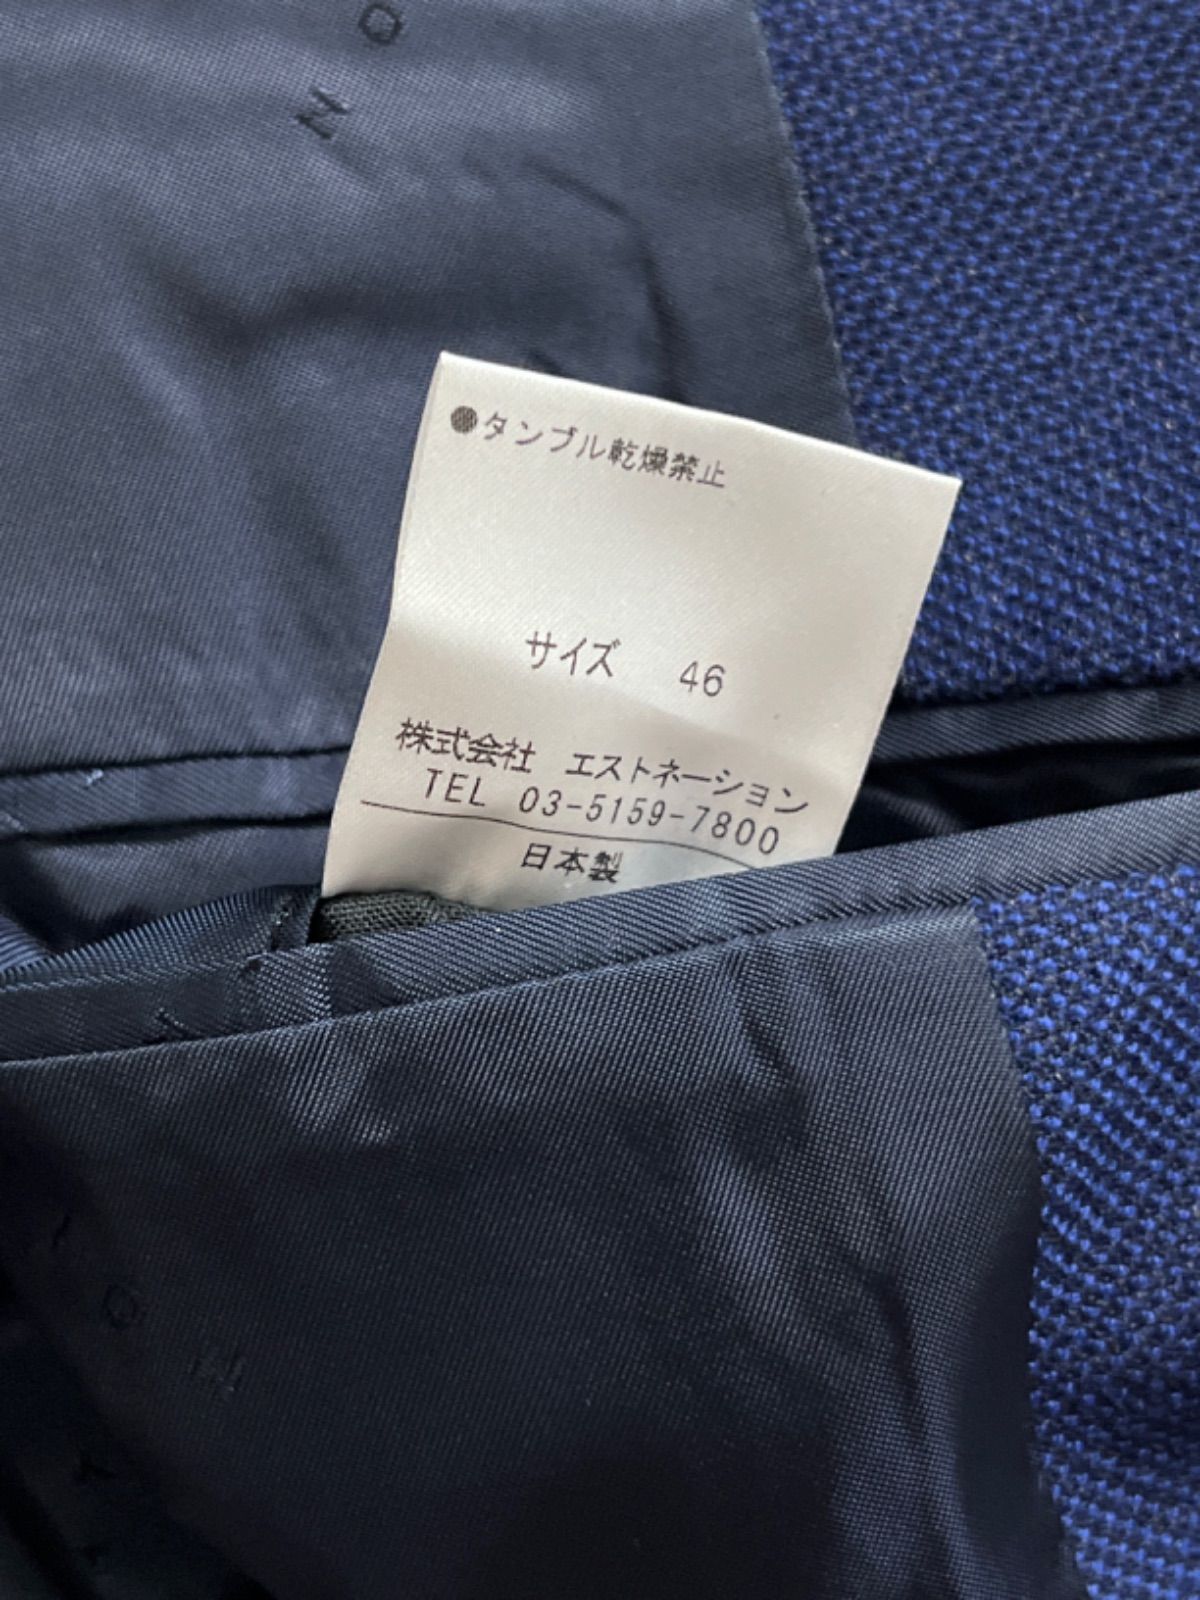 ●タンブル乾燥禁止
サイズ 46
株式会社 エストネーション
TEL 03-5159-7800
日本製